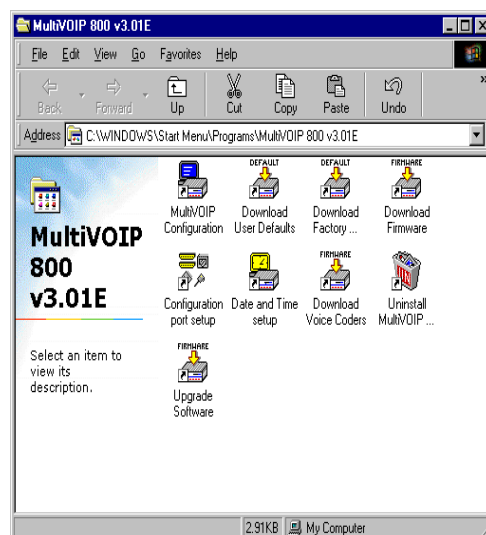 MultiVOIP 800 v3.01E
File Edit View Go Favorites Help
Back Forward Up Cut Copy Paste Undo »
Address C:\WINDOWS\Start Menu\Programs\MultiVOIP 800 v3.01E
MultiVOIP
800
v3.01E
Select an item to
view its
description.
DEFAULT DEFAULT FIRMWARE
MultiVOIP Download Download Download
Configuration User Defaults Factory ... Firmware
FIRMWARE
Configuration Date and Time Download Uninstall
port setup setup Voice Coders MultiVOIP ...
FIRMWARE
Upgrade
Software
2.91KB My Computer